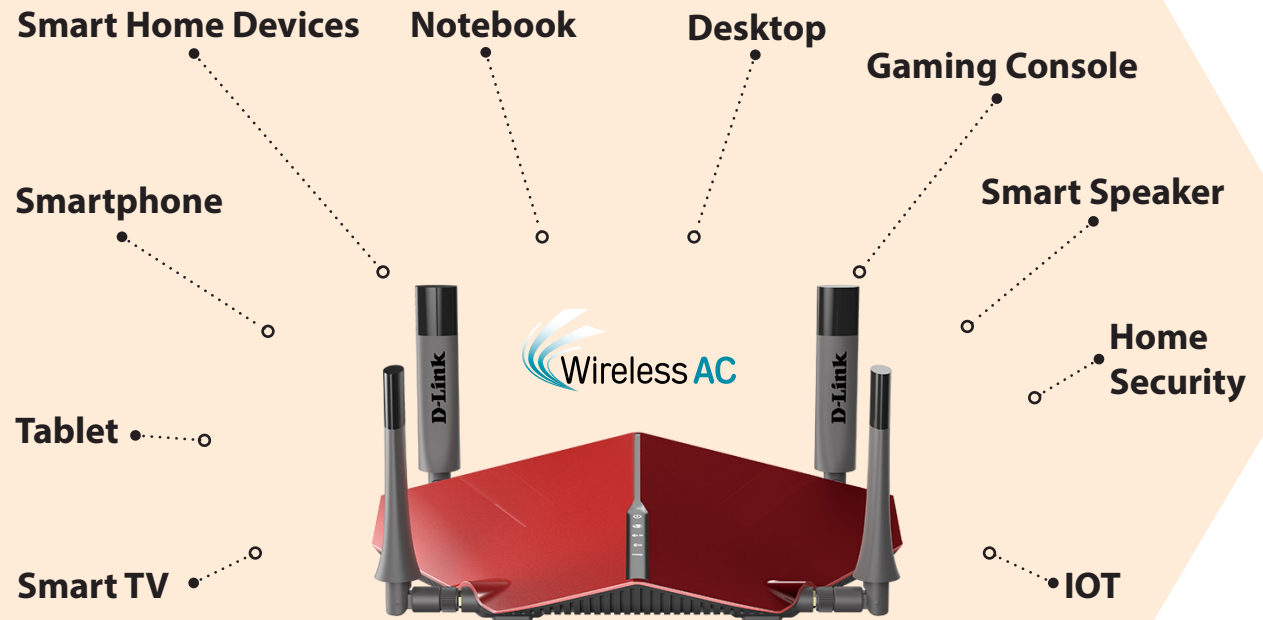 Smart Home Devices
Notebook
Desktop
Gaming Console
Smartphone
Smart Speaker
Home
Security
Wireless AC
D-Link
D-Link
Tablet
Smart TV
IOT